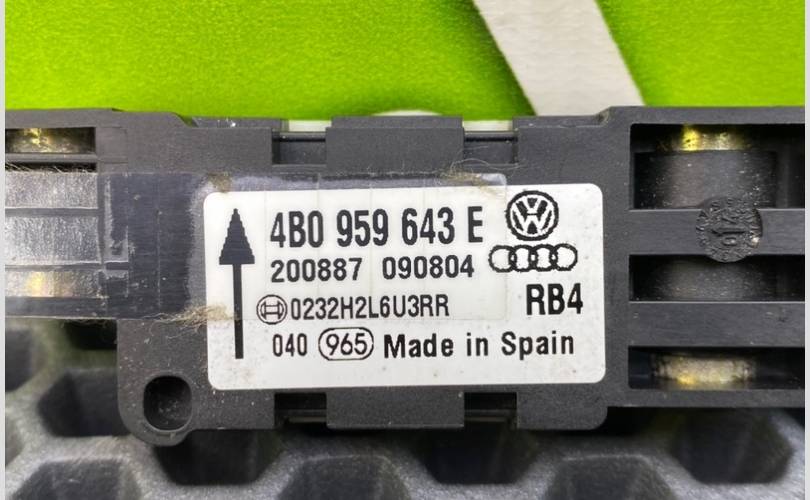 4B0 959 643 E
200887 090804
0232H2L6U3RR
RB4
040 965 Made in Spain